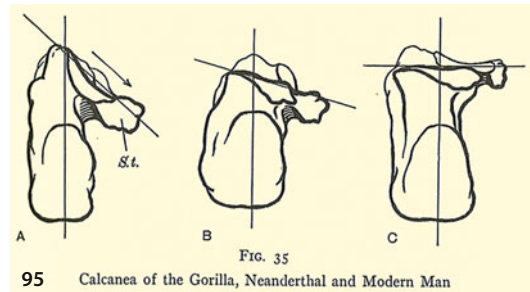 S.t.
A B C
FIG. 35
95 Calcanea of the Gorilla, Neanderthal and Modern Man